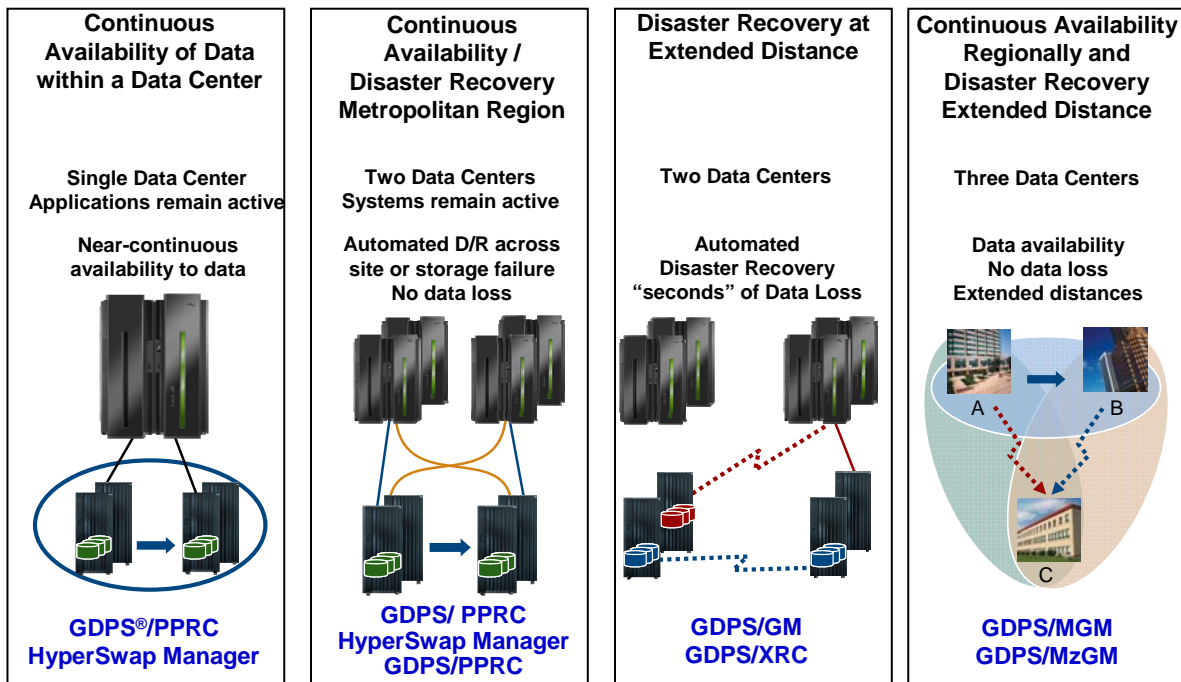 Continuous
Availability of Data
within a Data Center
Single Data Center
Applications remain active
Near-continuous
availability to data
GDPS®/PPRC
HyperSwap Manager
Continuous
Availability /
Disaster Recovery
Metropolitan Region
Two Data Centers
Systems remain active
Automated D/R across
site or storage failure
No data loss
GDPS/ PPRC
HyperSwap Manager
GDPS/PPRC
Disaster Recovery at
Extended Distance
Two Data Centers
Automated
Disaster Recovery
“seconds” of Data Loss
GDPS/GM
GDPS/XRC
Continuous Availability
Regionally and
Disaster Recovery
Extended Distance
Three Data Centers
Data availability
No data loss
Extended distances
A
B
C
GDPS/MGM
GDPS/MzGM